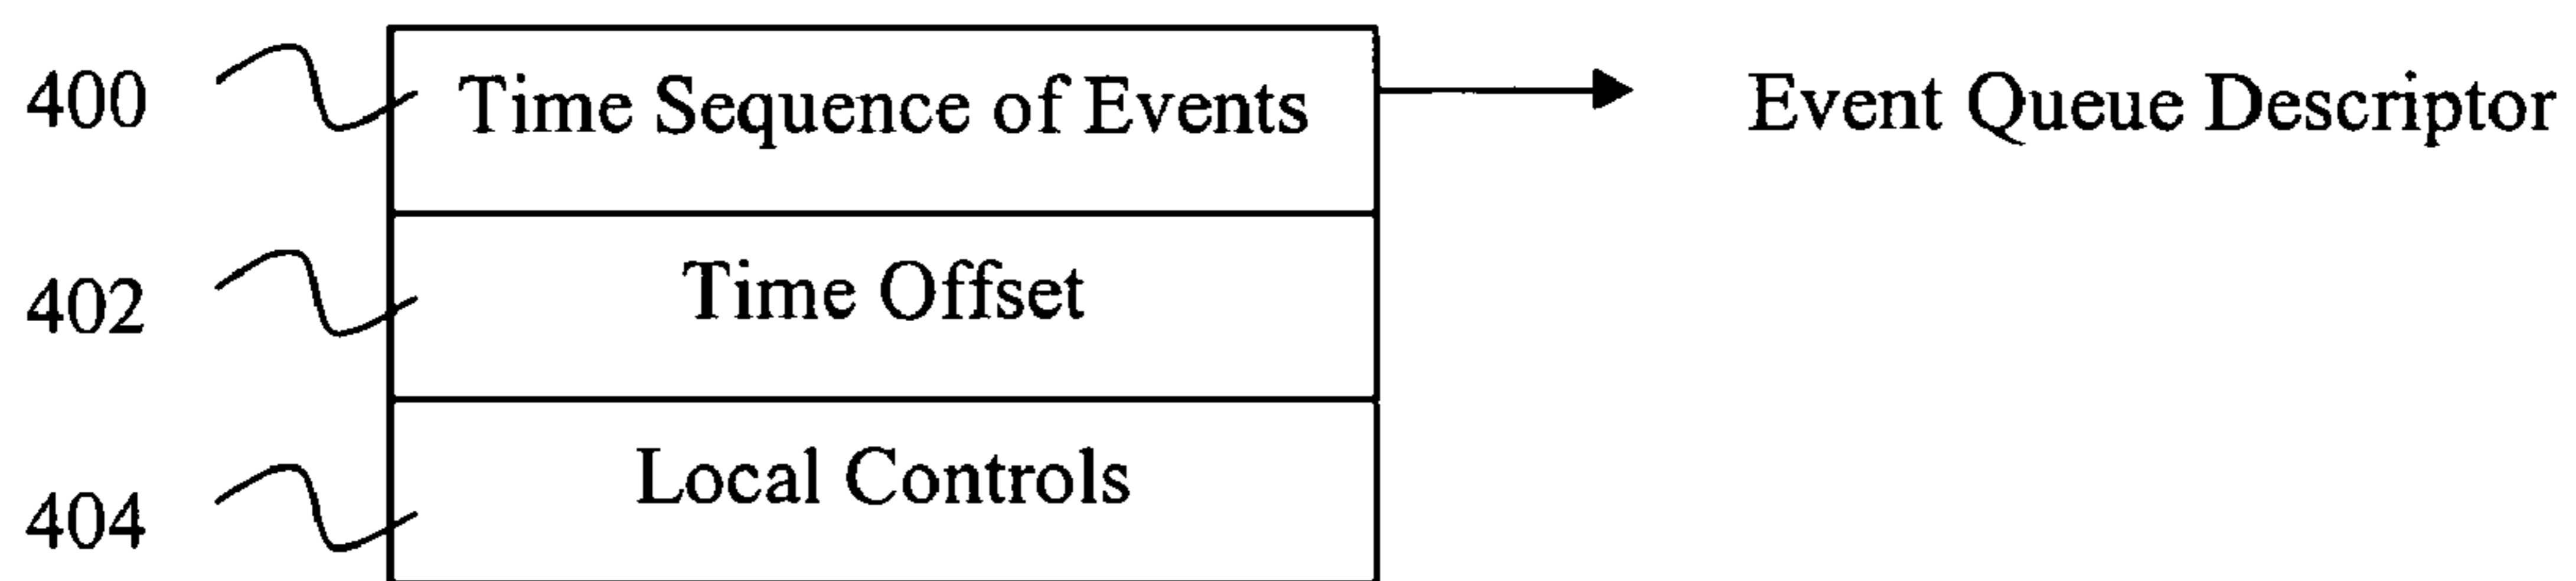 400 Time Sequence of Events Event Queue Descriptor
402 Time Offset
404 Local Controls